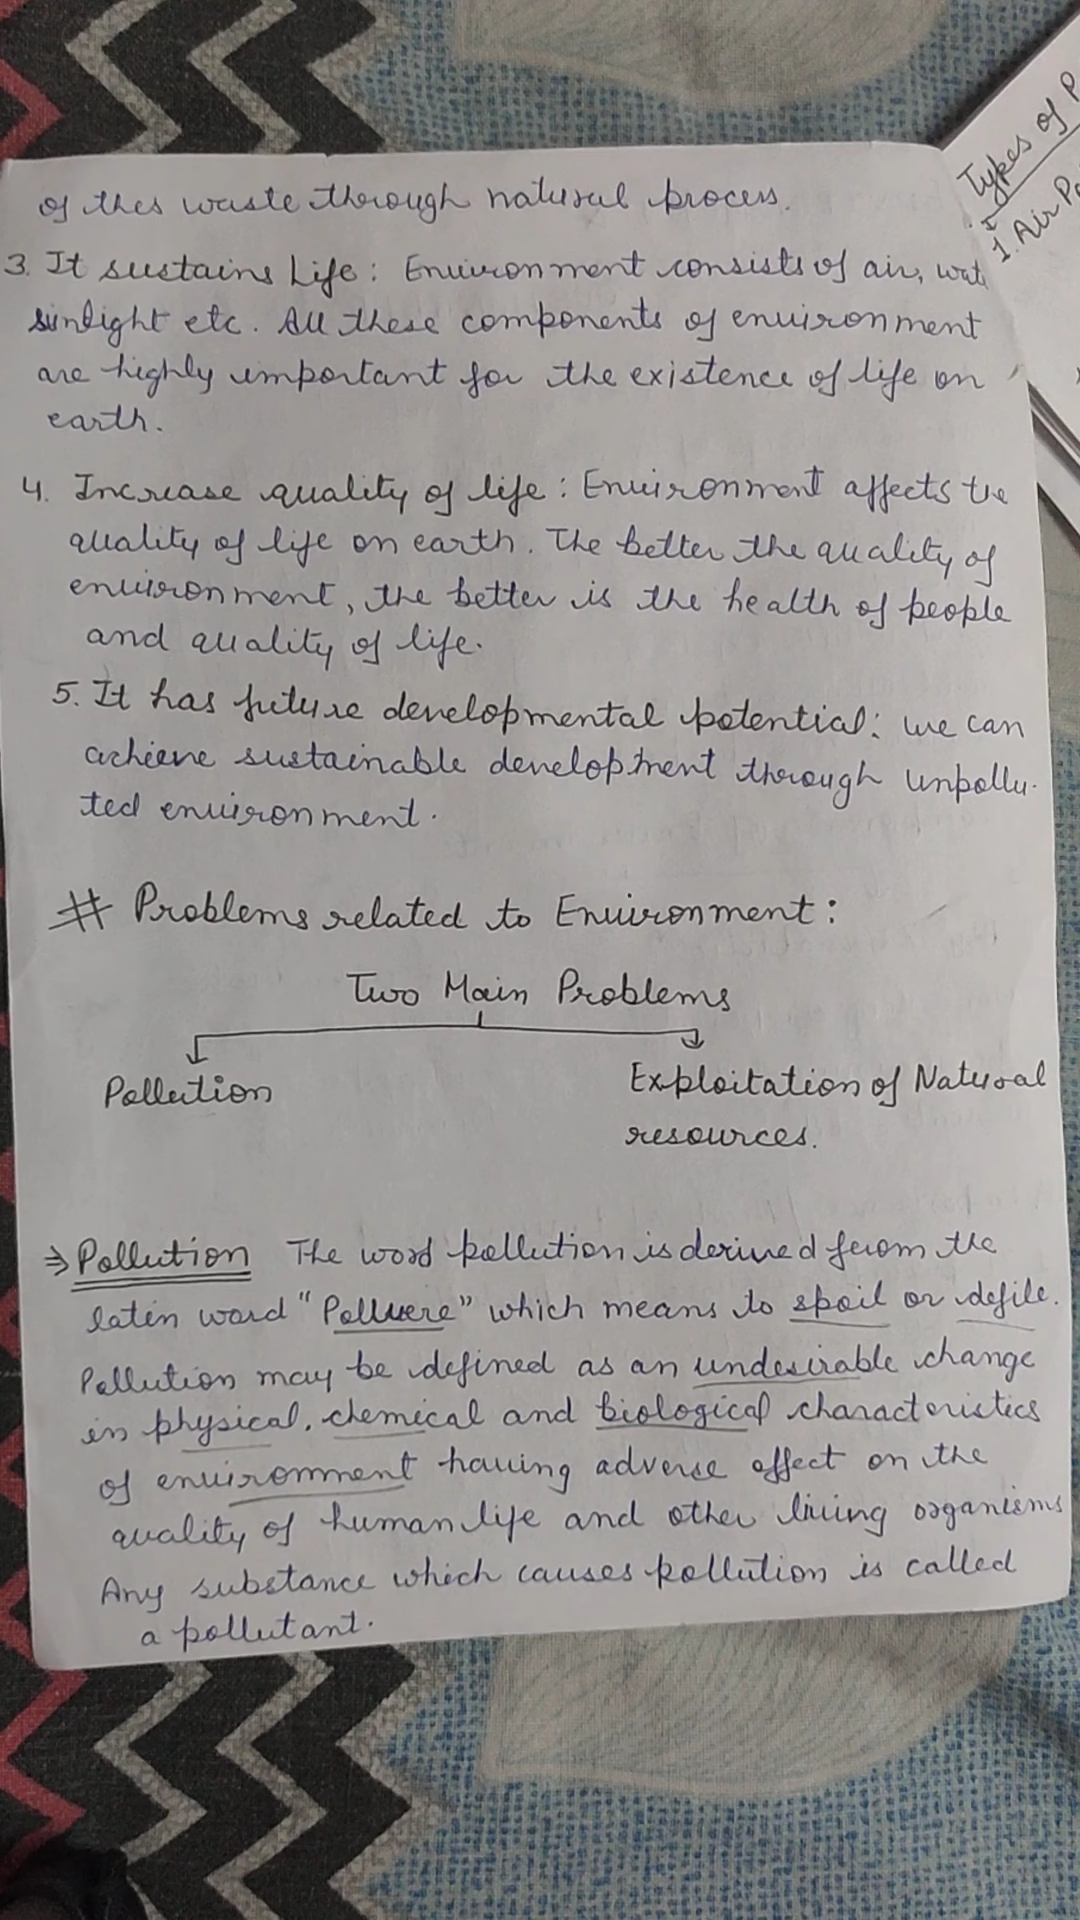 of thes waste through natural process.
3. It sustains Life: Environment consists of air, wat
sunlight etc. All these components of environment
are highly important for the existence of life on
earth.
4. Increase quality of life: Environment affects the
quality of life on earth. The better the quality of
environment, the better is the health of people
and quality of life.
5. It has future developmental potential: we can
achieve sustainable development through unpollu-
ted environment.
# Problems related to Environment:
Two Main Problems
Pollution
Exploitation of Natural
resources.
⇒ Pollution The word pollution is derived from the
laten word "Polluere" which means to spoil or defile.
Pollution may be defined as an undesirable change
in physical, chemical and biological characteristics
of environment having adverse effect on the
quality of human life and other living organisms
Any substance which causes pollution is called
a pollutant.
Types of P
1. Air Po